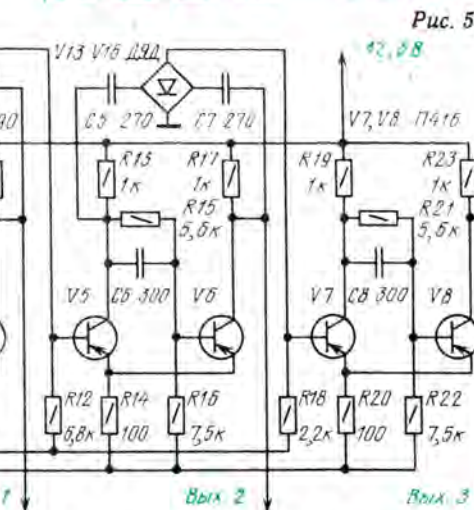 Рис. 5
V13 V16 Д9Д
C5 270
C7 270
V7, V8 П416
R13
1к
R17
1к
R15
5,6к
R19
1к
R23
1к
R21
5,6к
V5
C6 300
V6
V7
C8 300
V8
R12
6,8к
R14
100
R16
7,5к
R18
2,2к
R20
100
R22
7,5к
1
Вых. 2
Вых. 3